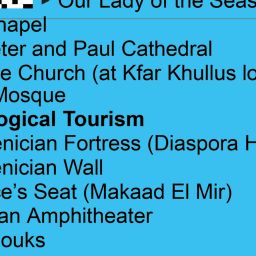 Our Lady of the Seas
hapel
eter and Paul Cathedral
e Church (at Kfar Khullus lo
Mosque
ogical Tourism
enician Fortress (Diaspora H
enician Wall
e's Seat (Makaad El Mir)
an Amphitheater
ouks